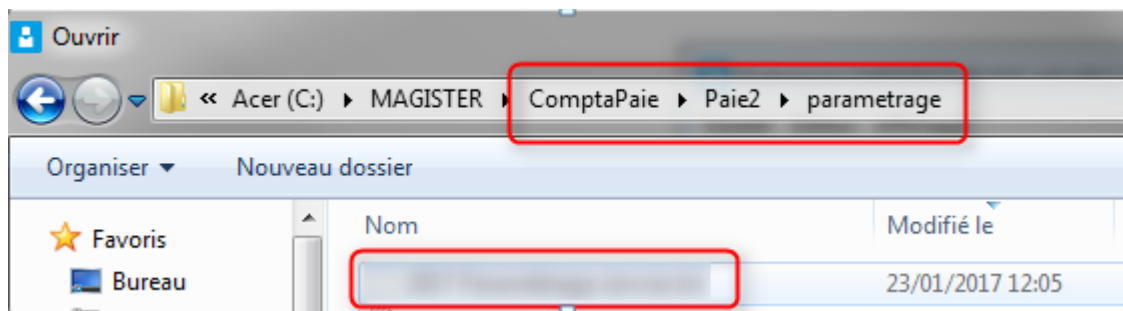 Ouvrir
« Acer (C:) ▸ MAGISTER ▸ ComptaPaie ▸ Paie2 ▸ parametrage
Organiser ▾ Nouveau dossier
Nom Modifié le
Favoris
Bureau 23/01/2017 12:05